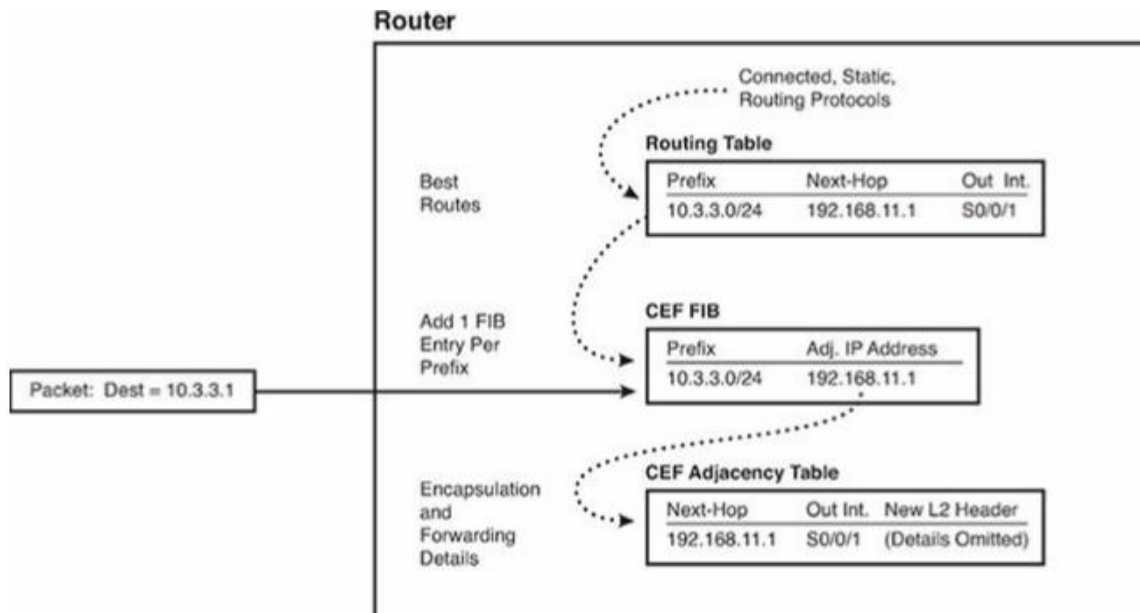 Router
Connected, Static,
Routing Protocols
Routing Table
Best
Routes
Prefix Next-Hop Out Int.
10.3.3.0/24 192.168.11.1 S0/0/1
CEF FIB
Add 1 FIB
Entry Per
Prefix
Prefix Adj. IP Address
10.3.3.0/24 192.168.11.1
Packet: Dest = 10.3.3.1
CEF Adjacency Table
Encapsulation
and
Forwarding
Details
Next-Hop Out Int. New L2 Header
192.168.11.1 S0/0/1 (Details Omitted)